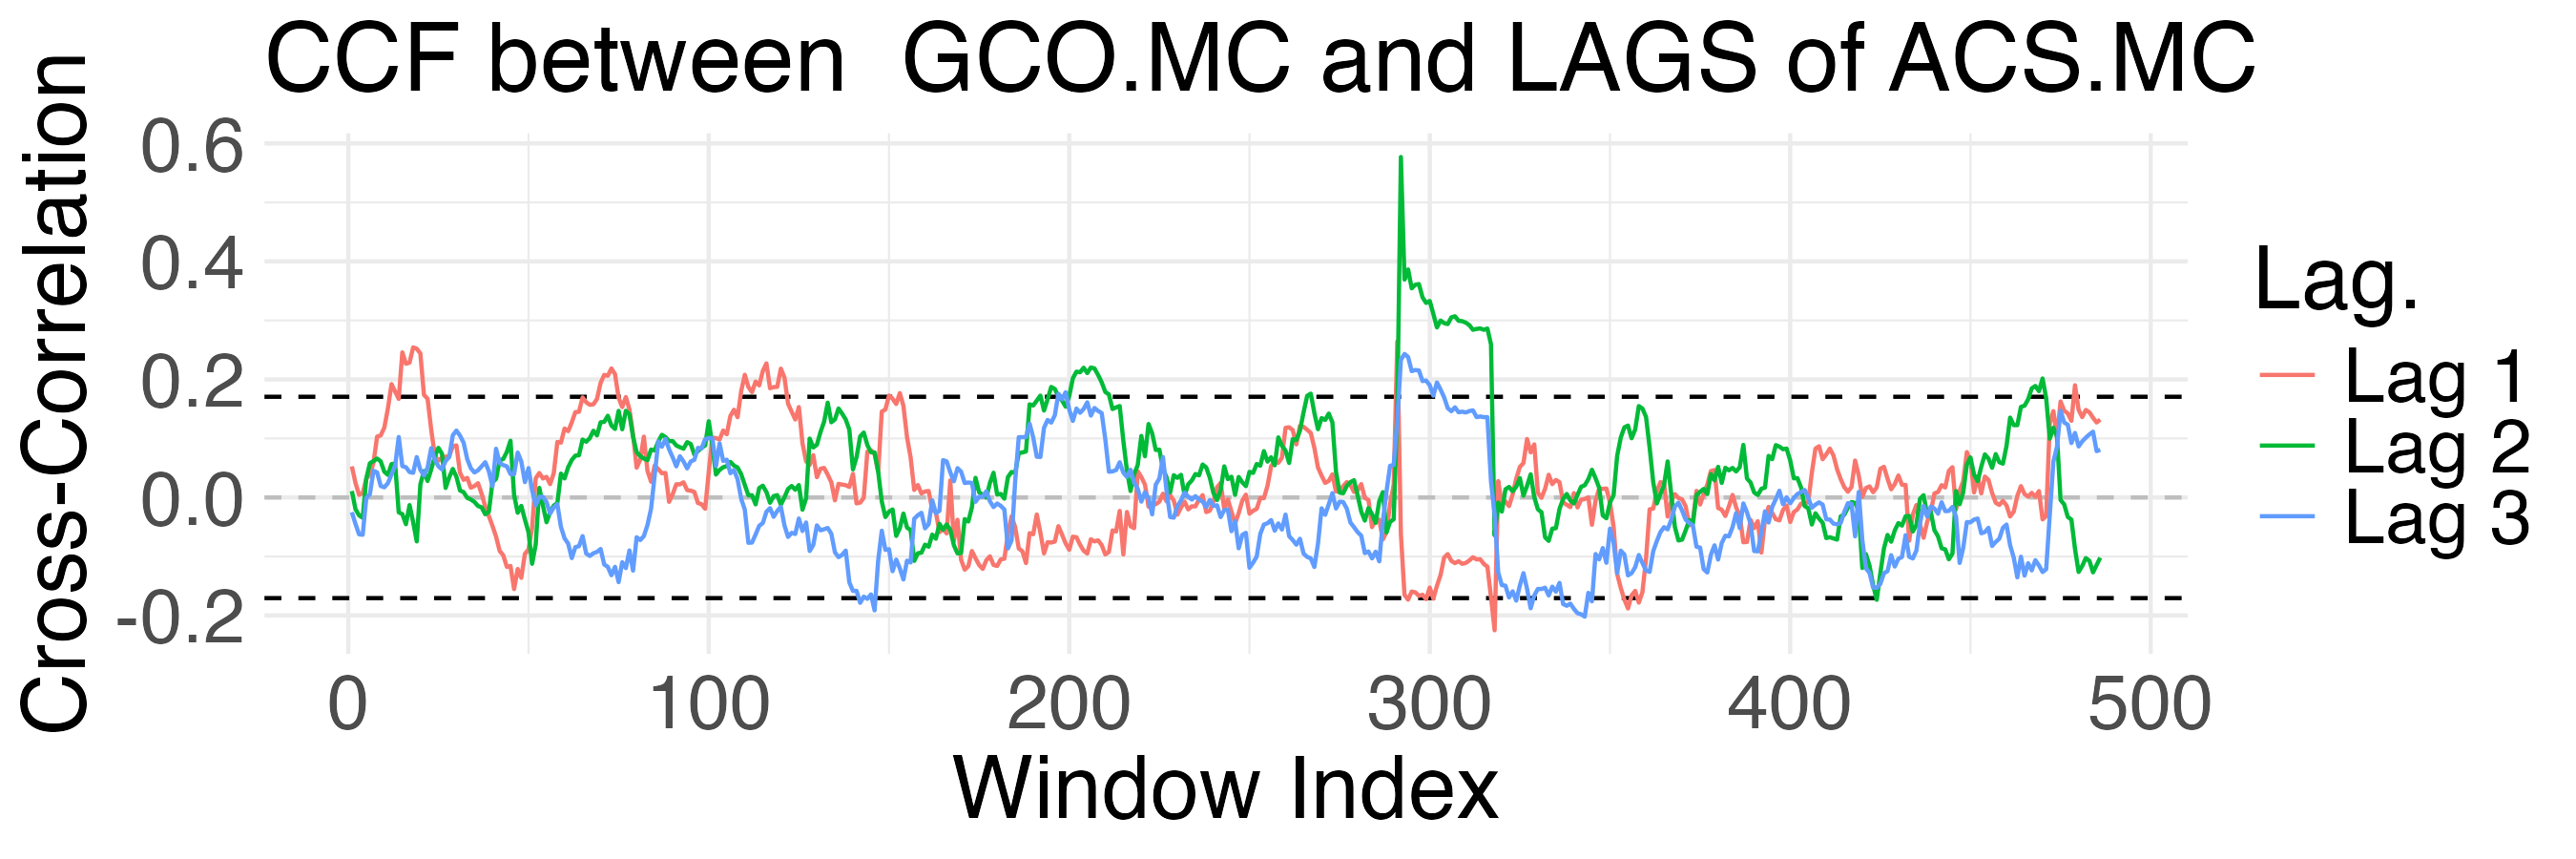 CCF between  GCO.MC and LAGS of ACS.MC
Cross-Correlation
0.6
0.4
0.2
0.0
-0.2
0 100 200 300 400 500
Window Index
Lag.
Lag 1
Lag 2
Lag 3